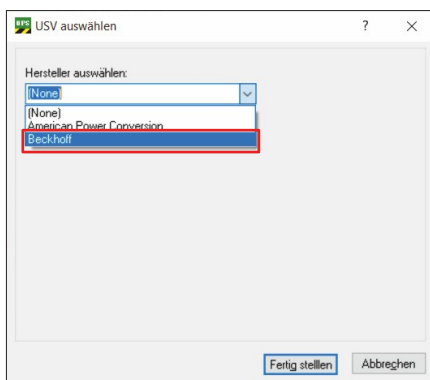 UPS USV auswählen ? ×
Hersteller auswählen:
(None)
(None)
American Power Conversion
Beckhoff
Fertig stelllen Abbrechen